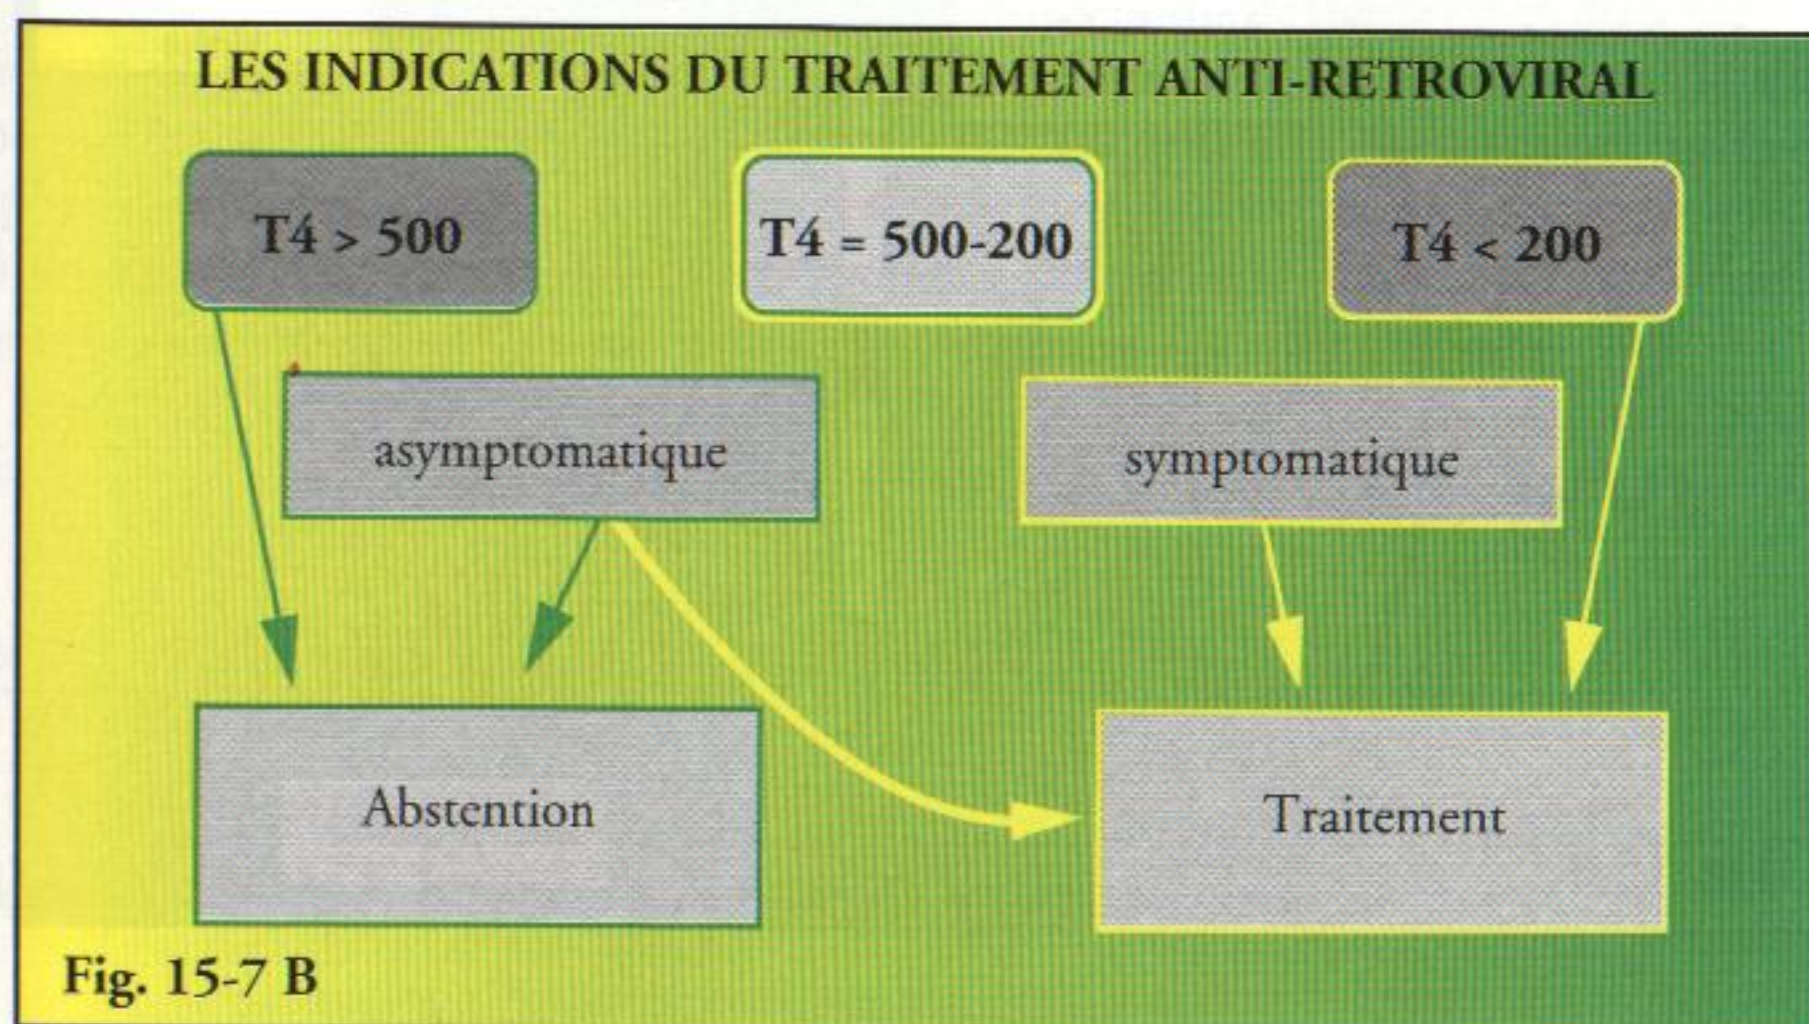 LES INDICATIONS DU TRAITEMENT ANTI-RETROVIRAL
T4 > 500
T4 = 500-200
T4 < 200
asymptomatique
symptomatique
Abstention
Traitement
Fig. 15-7 B